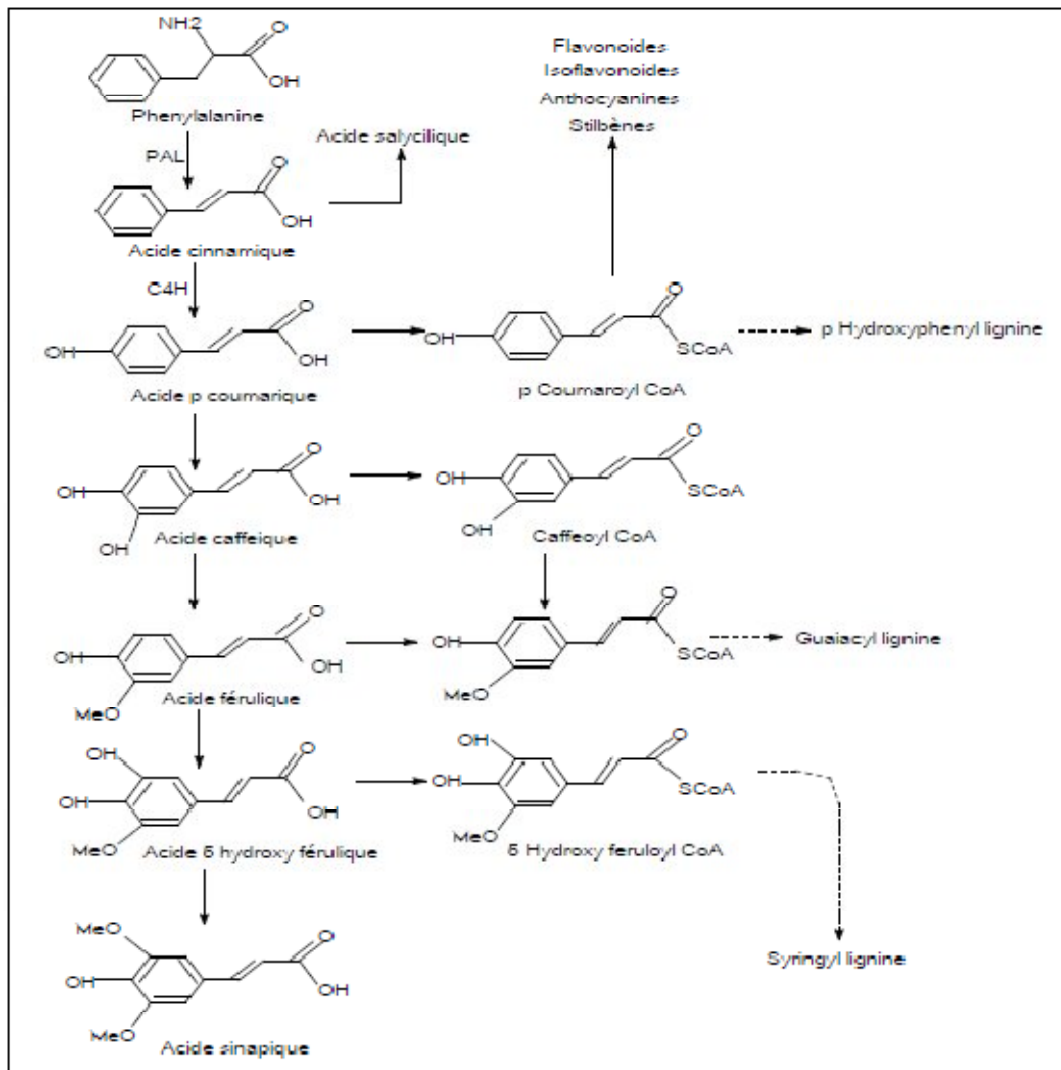 NH2
O
OH
Phenylalanine
Flavonoides
Isoflavonoides
Anthocyanines
Stilbènes
PAL
Acide salycilique
O
OH
Acide cinnamique
C4H
O
OH
OH
Acide p coumarique
O
OH
SCoA
p Coumaroyl CoA
p Hydroxyphenyl lignine
O
OH
OH
OH
Acide caffeique
O
OH
OH
SCoA
Caffeoyl CoA
O
OH
OH
MeO
Acide férulique
O
OH
MeO
SCoA
Guaiacyl lignine
OH
O
OH
OH
MeO
Acide 5 hydroxy férulique
OH
O
OH
MeO
SCoA
5 Hydroxy feruloyl CoA
Syringyl lignine
MeO
O
OH
OH
MeO
Acide sinapique